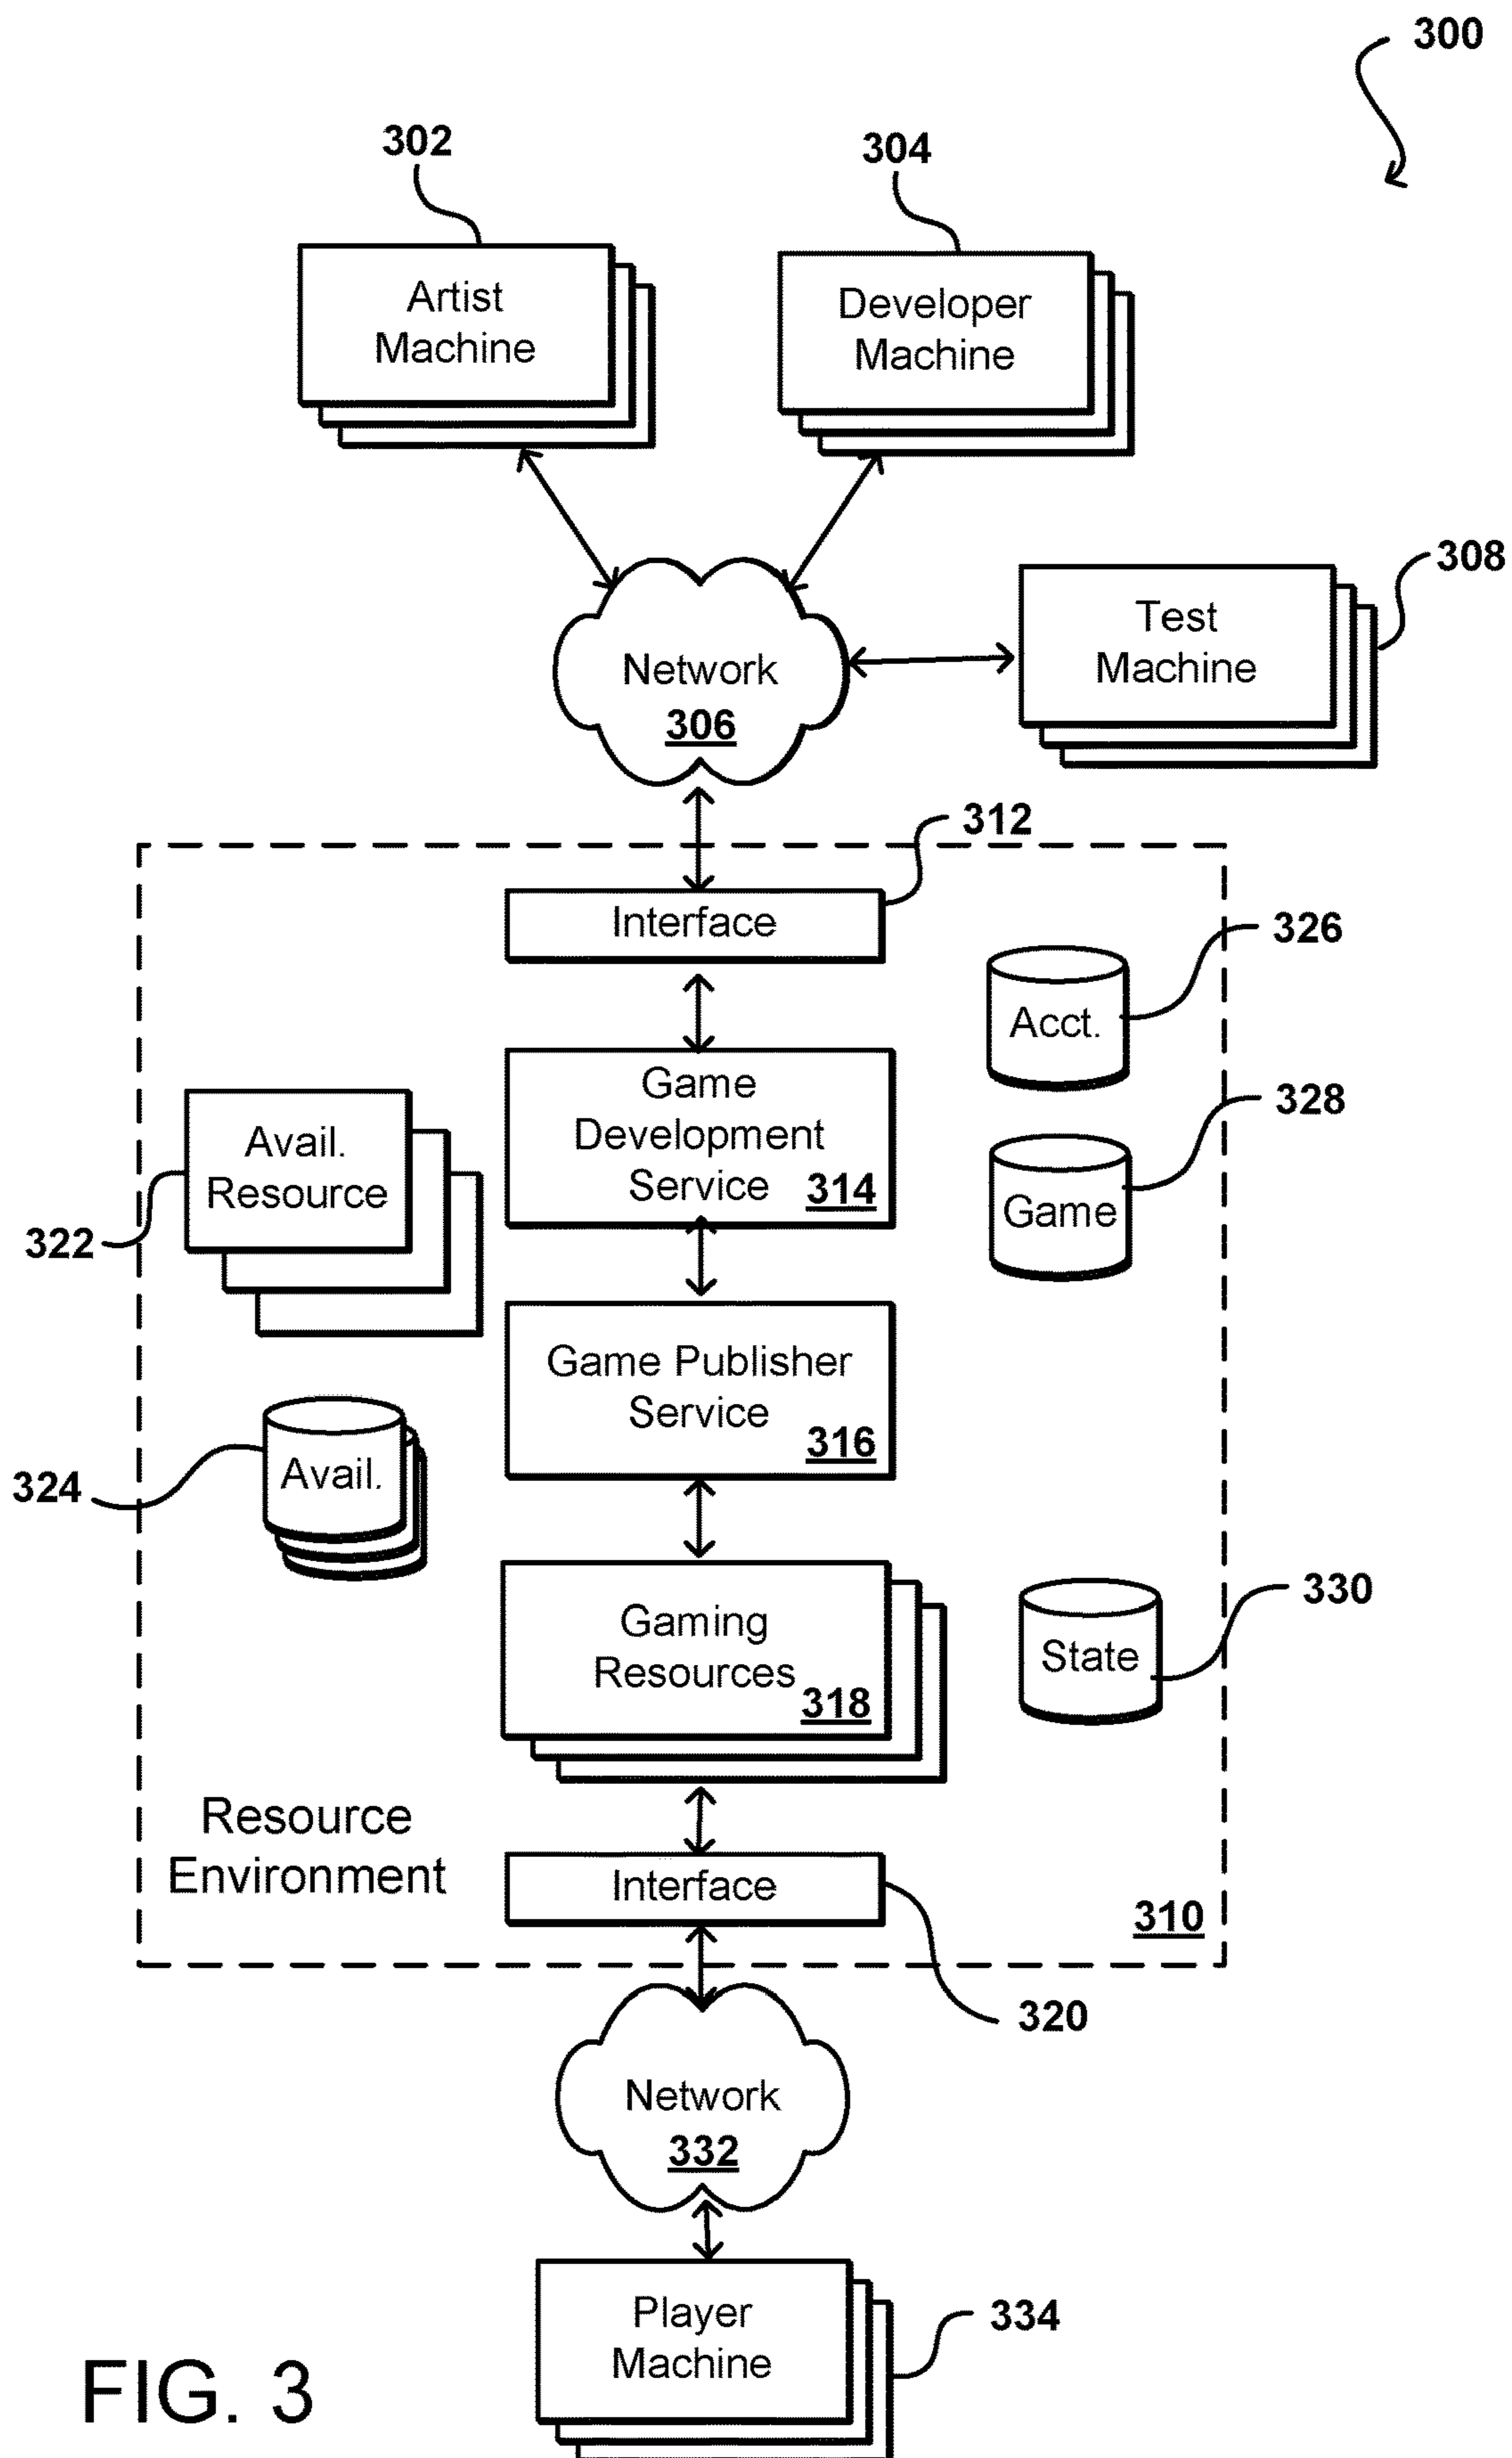 300
302
304
Artist
Machine
Developer
Machine
308
Test
Machine
Network
306
312
Interface
326
Acct.
Game
Development
Service 314
328
Game
Avail.
Resource
322
Game Publisher
Service
316
324
Avail.
Gaming
Resources
318
330
State
Resource
Environment
Interface
310
320
Network
332
Player
Machine
334
FIG. 3